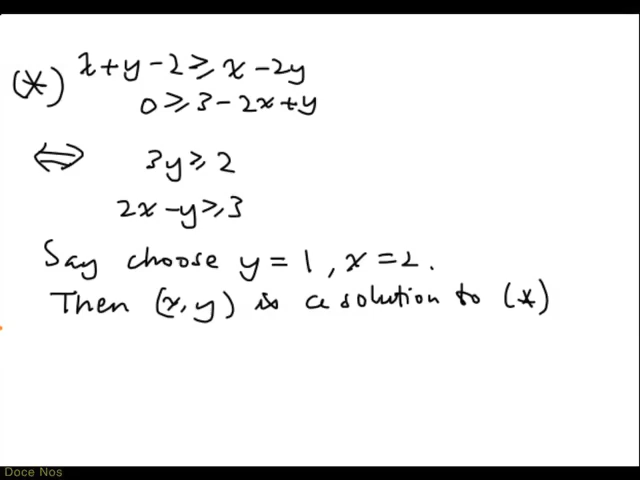 (*) x + y - 2 ≥ x - 2y
0 ≥ 3 - 2x + y
⟺ 3y ≥ 2
2x - y ≥ 3
Say choose y = 1, x = 2.
Then (x, y) is a solution to (*)
Doce Nos